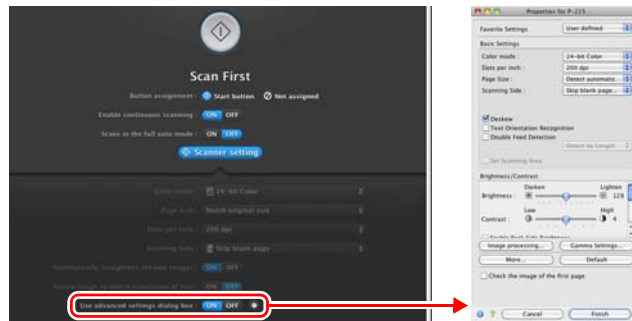 Scan First
Button assignment : Start button Not assigned
Enable continuous scanning : ON OFF
Scans in the full auto mode : ON OFF
Scanner setting
Color mode : 24-bit Color
Page Size : Match original size
Dots per inch : 200 dpi
Scanning Side : Skip blank page
Automatically straightens skewed images : ON OFF
ON OFF
Use advanced settings dialog box : ON OFF
Properties for P-215
Favorite Settings User defined
Basic Settings
Color mode : 24-bit Color
Dots per inch : 200 dpi
Page Size : Detect automatic...
Scanning Side : Skip blank page...
Deskew
Text Orientation Recognition
Double Feed Detection
Detect by Length
Set Scanning Area
Brightness/Contrast
Darken Lighten
Brightness : 128
Low High
Contrast : 4
Image processing... Gamma Settings...
More... Default
Check the image of the first page
? Cancel Finish